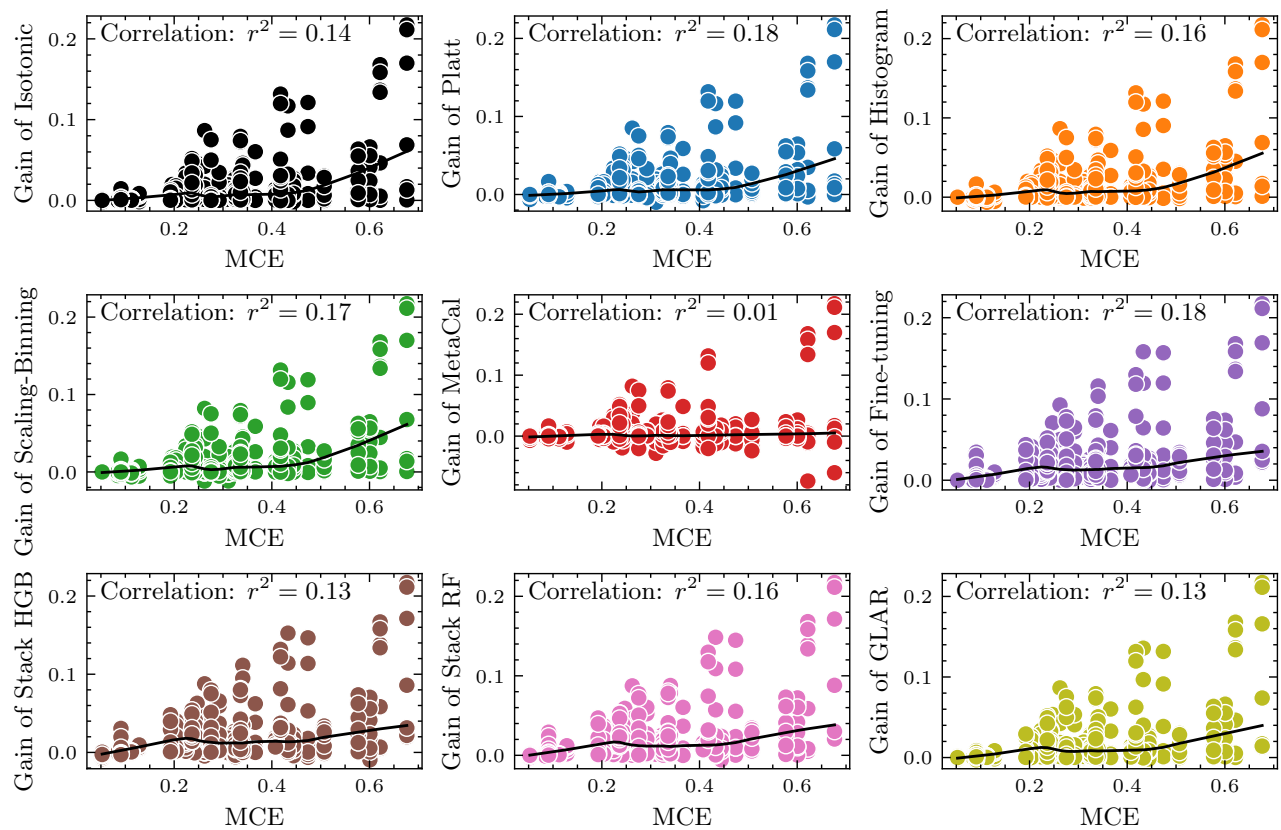 Correlation: r² = 0.14
Gain of Isotonic
0.2
0.1
0.0
0.2
0.4
0.6
MCE
Correlation: r² = 0.18
Gain of Platt
0.2
0.1
0.0
0.2
0.4
0.6
MCE
Correlation: r² = 0.16
Gain of Histogram
0.2
0.1
0.0
0.2
0.4
0.6
MCE
Correlation: r² = 0.17
Gain of Scaling-Binning
0.2
0.1
0.0
0.2
0.4
0.6
MCE
Correlation: r² = 0.01
Gain of MetaCal
0.2
0.1
0.0
0.2
0.4
0.6
MCE
Correlation: r² = 0.18
Gain of Fine-tuning
0.2
0.1
0.0
0.2
0.4
0.6
MCE
Correlation: r² = 0.13
Gain of Stack HGB
0.2
0.1
0.0
0.2
0.4
0.6
MCE
Correlation: r² = 0.16
Gain of Stack RF
0.2
0.1
0.0
0.2
0.4
0.6
MCE
Correlation: r² = 0.13
Gain of GLAR
0.2
0.1
0.0
0.2
0.4
0.6
MCE